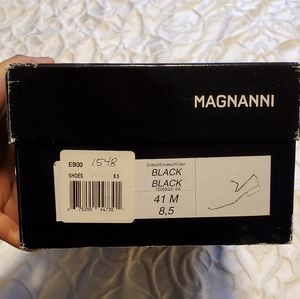 MAGNANNI
EB00 1548
SHOES 8.5
Colour/Couleur/Color
BLACK
BLACK
41 M
8,5